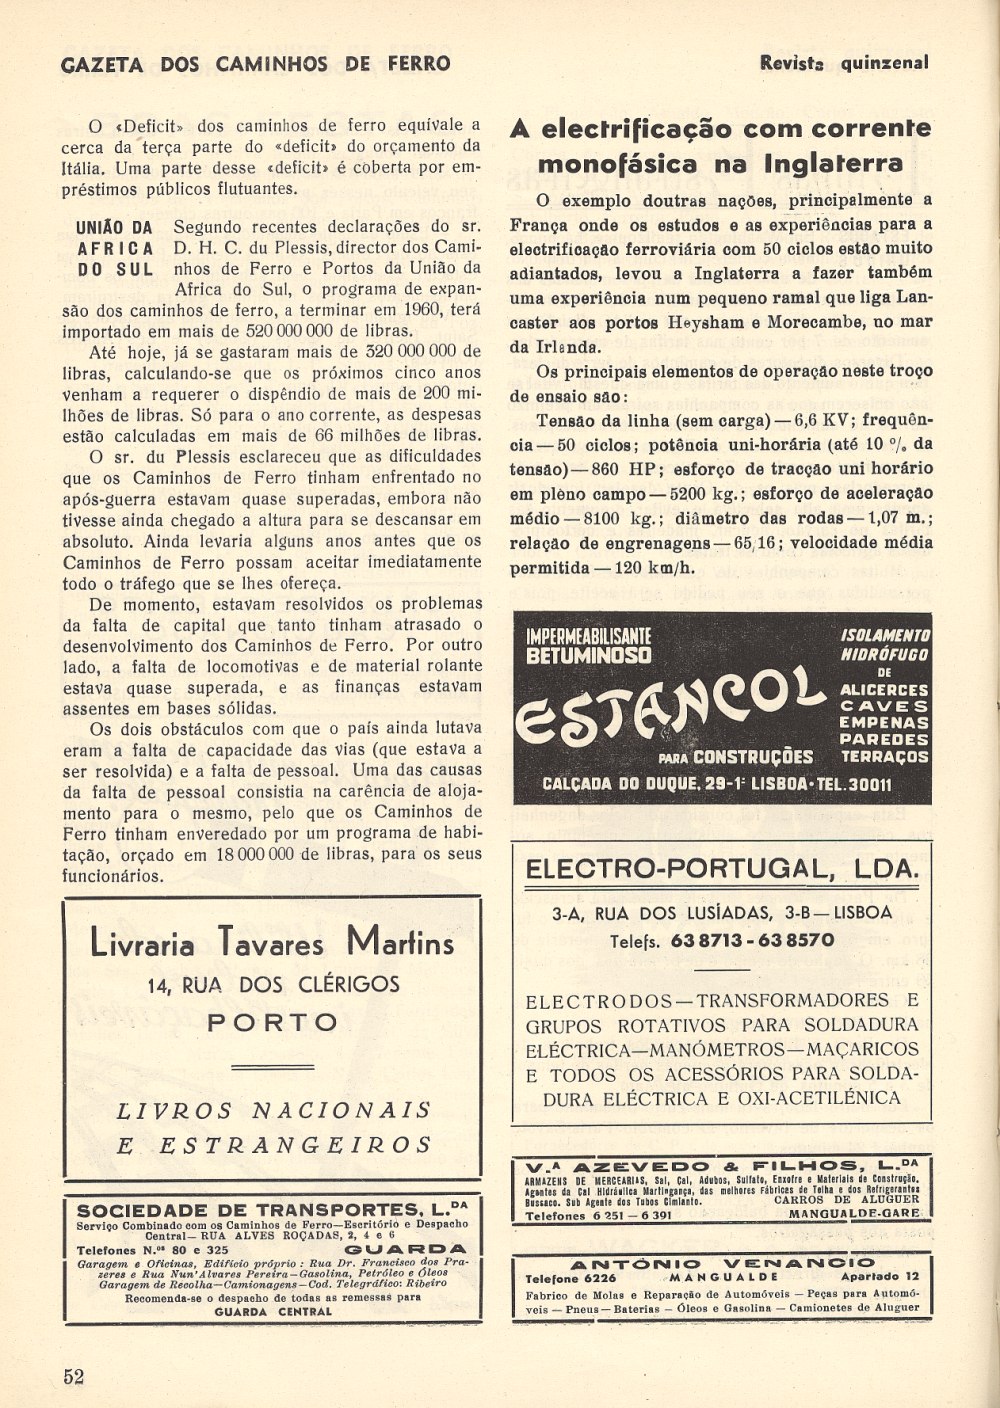 GAZETA DOS CAMINHOS DE FERRO
Revista quinzenal
O «Deficit» dos caminhos de ferro equivale a
cerca da terça parte do «deficit» do orçamento da
Itália. Uma parte desse «deficit» é coberta por em-
préstimos públicos flutuantes.
UNIÃO DA
AFRICA
DO SUL
Segundo recentes declarações do sr.
D. H. C. du Plessis, director dos Cami-
nhos de Ferro e Portos da União da
Africa do Sul, o programa de expan-
são dos caminhos de ferro, a terminar em 1960, terá
importado em mais de 520 000 000 de libras.
Até hoje, já se gastaram mais de 320 000 000 de
libras, calculando-se que os próximos cinco anos
venham a requerer o dispêndio de mais de 200 mi-
lhões de libras. Só para o ano corrente, as despesas
estão calculadas em mais de 66 milhões de libras.
O sr. du Plessis esclareceu que as dificuldades
que os Caminhos de Ferro tinham enfrentado no
após-guerra estavam quase superadas, embora não
tivesse ainda chegado a altura para se descansar em
absoluto. Ainda levaria alguns anos antes que os
Caminhos de Ferro possam aceitar imediatamente
todo o tráfego que se lhes ofereça.
De momento, estavam resolvidos os problemas
da falta de capital que tanto tinham atrasado o
desenvolvimento dos Caminhos de Ferro. Por outro
lado, a falta de locomotivas e de material rolante
estava quase superada, e as finanças estavam
assentes em bases sólidas.
Os dois obstáculos com que o país ainda lutava
eram a falta de capacidade das vias (que estava a
ser resolvida) e a falta de pessoal. Uma das causas
da falta de pessoal consistia na carência de aloja-
mento para o mesmo, pelo que os Caminhos de
Ferro tinham enveredado por um programa de habi-
tação, orçado em 18 000 000 de libras, para os seus
funcionários.
Livraria Tavares Martins
14, RUA DOS CLÉRIGOS
PORTO
LIVROS NACIONAIS
E ESTRANGEIROS
SOCIEDADE DE TRANSPORTES, L.DA
Serviço Combinado com os Caminhos de Ferro—Escritório e Despacho
Central— RUA ALVES ROÇADAS, 2, 4 e 6
Telefones N.os 80 e 325 GUARDA
Garagem e Oficinas, Edifício próprio: Rua Dr. Francisco dos Pra-
zeres e Rua Nun'Alvares Pereira—Gasolina, Petróleo e Óleos
Garagem de Recolha—Camionagens—Cod. Telegráfico: Ribeiro
Recomenda-se o despacho de todas as remessas para
GUARDA CENTRAL
52
A electrificação com corrente
monofásica na Inglaterra
O exemplo doutras nações, principalmente a
França onde os estudos e as experiências para a
electrificação ferroviária com 50 ciclos estão muito
adiantados, levou a Inglaterra a fazer também
uma experiência num pequeno ramal que liga Lan-
caster aos portos Heysham e Morecambe, no mar
da Irlanda.
Os principais elementos de operação neste troço
de ensaio são:
Tensão da linha (sem carga) — 6,6 KV; frequên-
cia — 50 ciclos; potência uni-horária (até 10 % da
tensão) — 860 HP; esforço de tracção uni horário
em plèno campo — 5200 kg.; esforço de aceleração
médio — 8100 kg.; diâmetro das rodas — 1,07 m.;
relação de engrenagens — 65/16; velocidade média
permitida — 120 km/h.
IMPERMEABILISANTE
BETUMINOSO
ESTANCOL
PARA CONSTRUÇÕES
ISOLAMENTO
HIDRÓFUGO
DE
ALICERCES
CAVES
EMPENAS
PAREDES
TERRAÇOS
CALÇADA DO DUQUE, 29-1º LISBOA•TEL.30011
ELECTRO-PORTUGAL, LDA.
3-A, RUA DOS LUSÍADAS, 3-B — LISBOA
Telefs. 638713 - 638570
ELECTRODOS—TRANSFORMADORES E
GRUPOS ROTATIVOS PARA SOLDADURA
ELÉCTRICA—MANÓMETROS—MAÇARICOS
E TODOS OS ACESSÓRIOS PARA SOLDA-
DURA ELÉCTRICA E OXI-ACETILÉNICA
V.A AZEVEDO & FILHOS, L.DA
ARMAZENS DE MERCEARIAS, Sal, Cal, Adubos, Sulfato, Enxofre e Materiais de Construção.
Agentes da Cal Hidráulica Martingança, das melhores Fábricas de Telha e dos Refrigerantes
Bussaco. Sub Agente dos Tubos Cimianto. CARROS DE ALUGUER
Telefones 6 251 — 6 391 MANGUALDE-GARE
ANTÓNIO VENANCIO
Telefone 6226 MANGUALDE Apartado 12
Fabrico de Molas e Reparação de Automóveis — Peças para Automó-
veis — Pneus — Baterias — Óleos e Gasolina — Camionetes de Aluguer